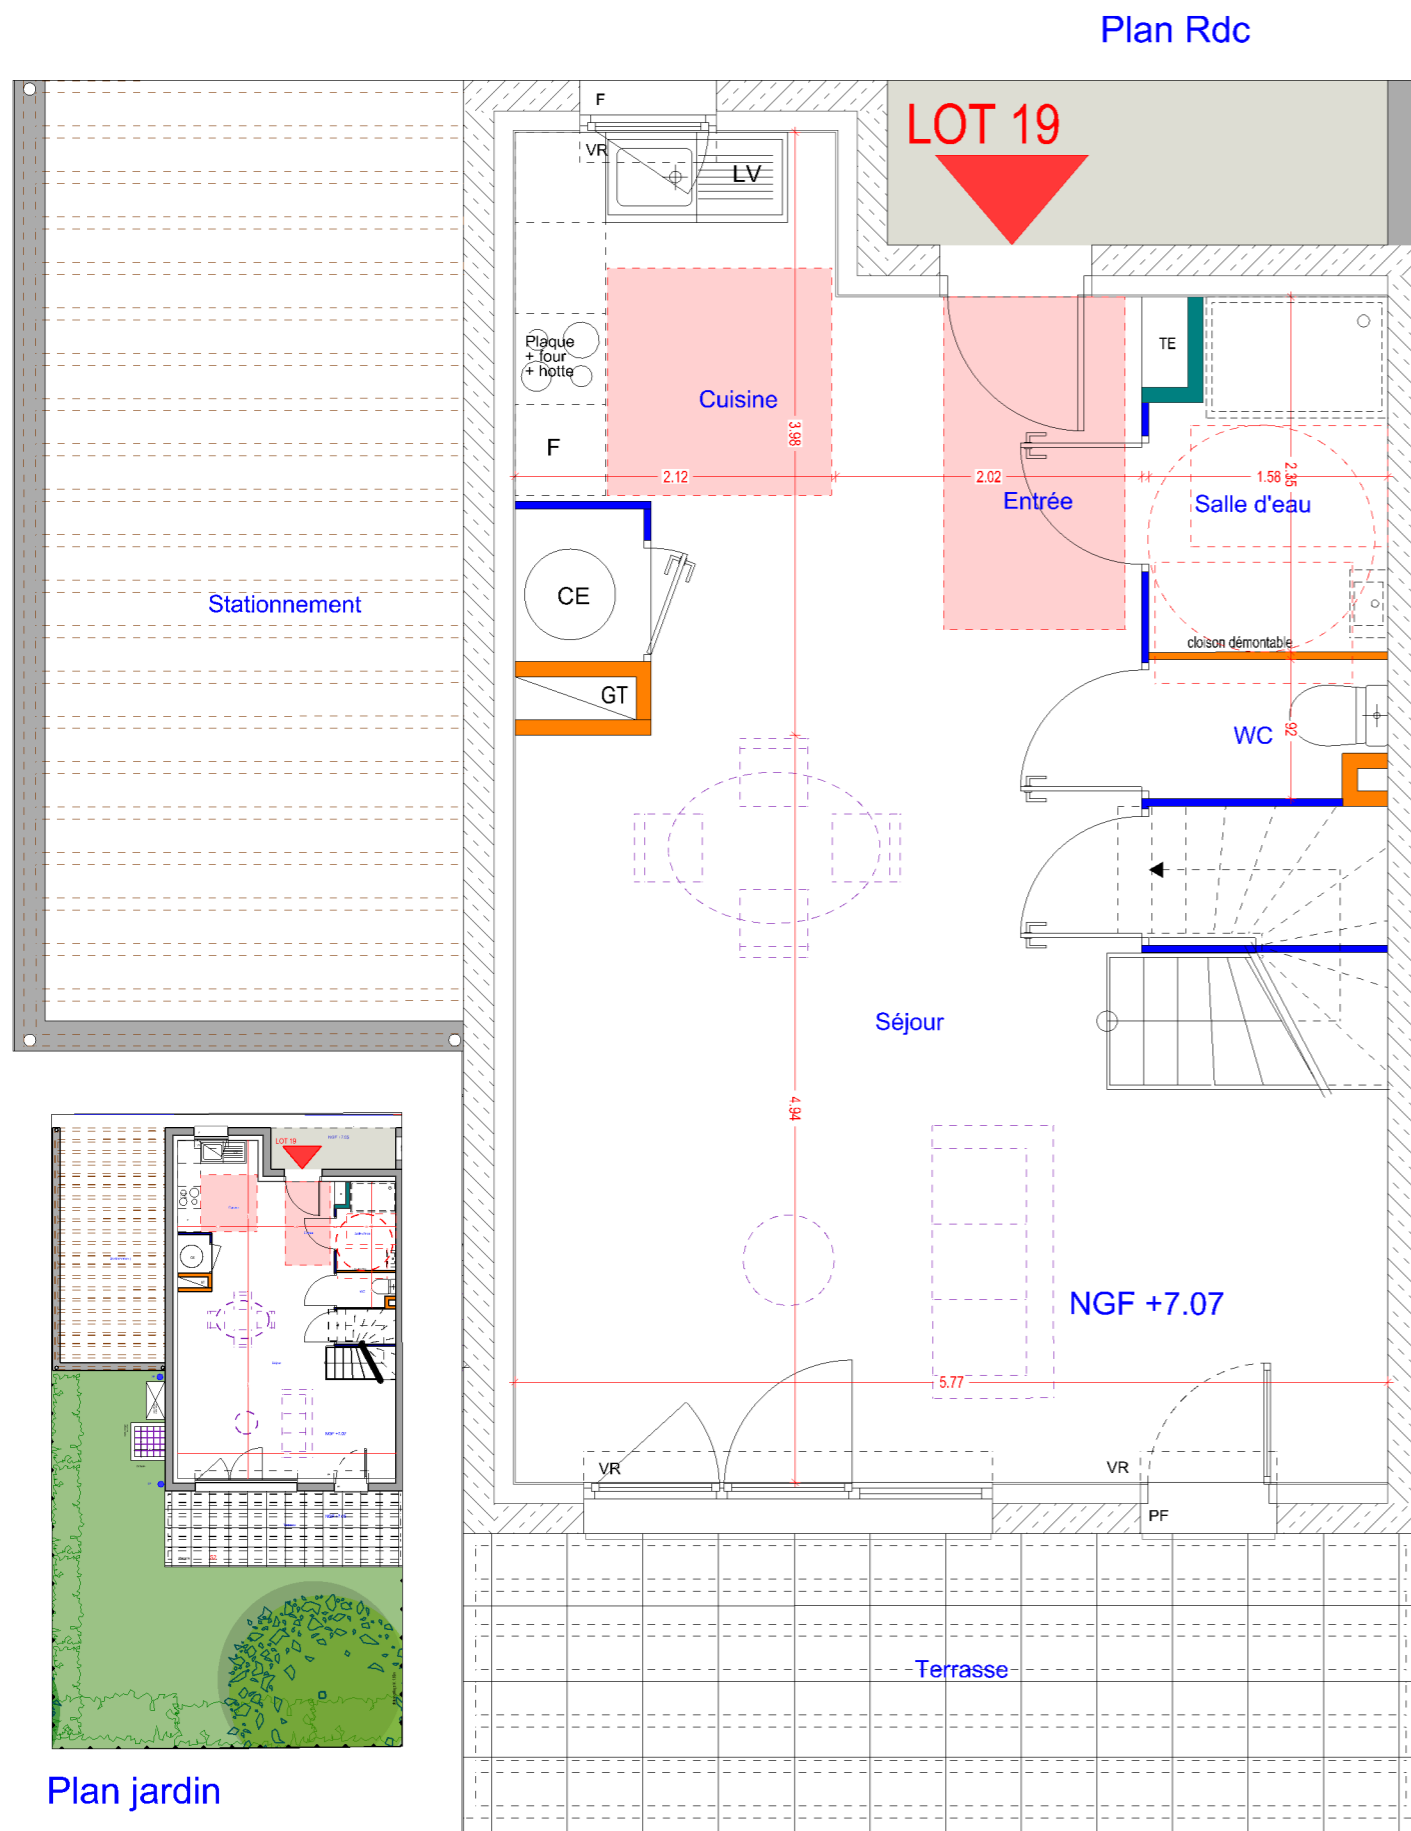 Plan Rdc
LOT 19
F
VR
LV
Plaque
+ four
+ hotte
Cuisine
TE
3.98
F
2.12
2.02
1.58
2.35
Entrée
Salle d'eau
CE
Stationnement
cloison démontable
GT
WC
92
Séjour
4.94
NGF +7.07
5.77
VR
VR
PF
Terrasse
LOT 19
Plan jardin